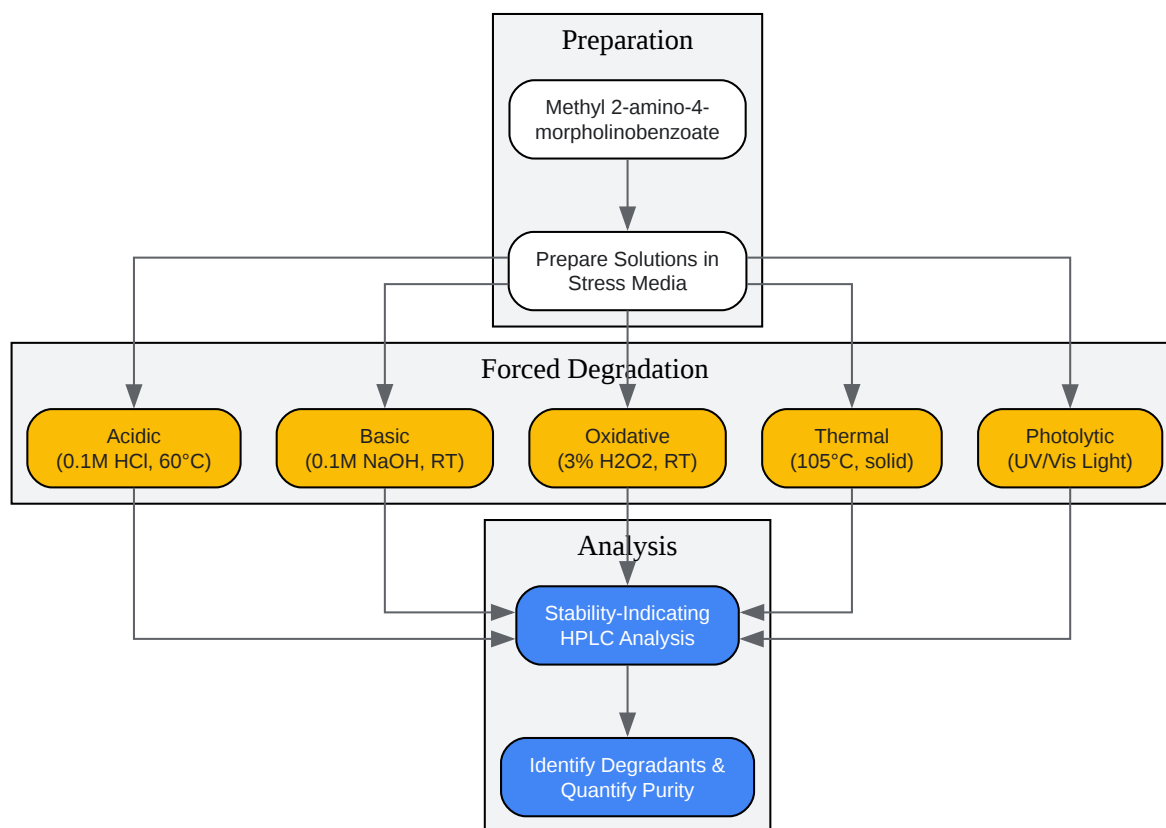 Preparation
Methyl 2-amino-4-
morpholinobenzoate
Prepare Solutions in
Stress Media
Forced Degradation
Acidic
(0.1M HCl, 60°C)
Basic
(0.1M NaOH, RT)
Oxidative
(3% H2O2, RT)
Thermal
(105°C, solid)
Photolytic
(UV/Vis Light)
Analysis
Stability-Indicating
HPLC Analysis
Identify Degradants &
Quantify Purity